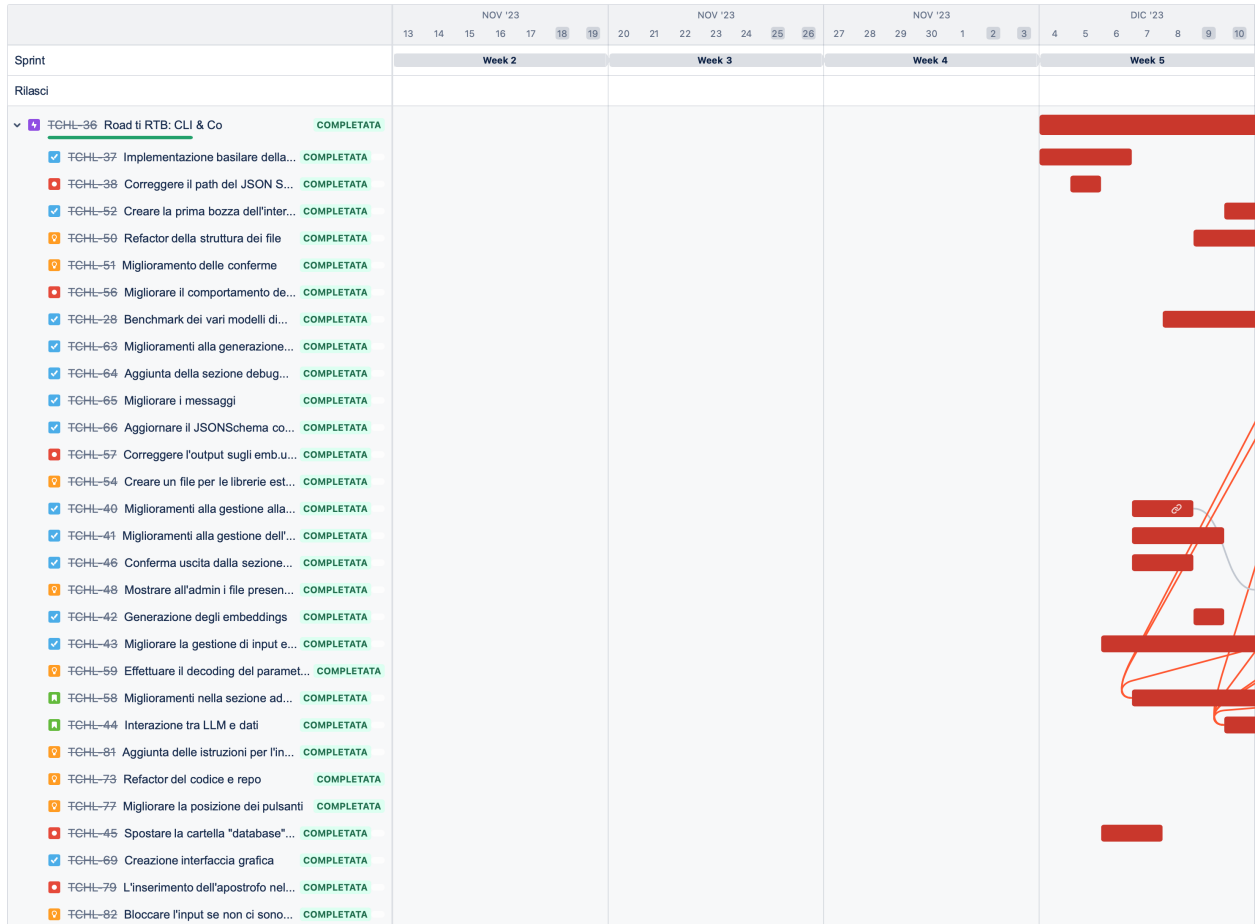 NOV '23 NOV '23 NOV '23 DIC '23
13 14 15 16 17 18 19 20 21 22 23 24 25 26 27 28 29 30 1 2 3 4 5 6 7 8 9 10
Sprint Week 2 Week 3 Week 4 Week 5
Rilasci
TCHL-36 Road ti RTB: CLI & Co COMPLETATA
TCHL-37 Implementazione basilare della... COMPLETATA
TCHL-38 Correggere il path del JSON S... COMPLETATA
TCHL-52 Creare la prima bozza dell'inter... COMPLETATA
TCHL-50 Refactor della struttura dei file COMPLETATA
TCHL-51 Miglioramento delle conferme COMPLETATA
TCHL-56 Migliorare il comportamento de... COMPLETATA
TCHL-28 Benchmark dei vari modelli di... COMPLETATA
TCHL-63 Miglioramenti alla generazione... COMPLETATA
TCHL-64 Aggiunta della sezione debug... COMPLETATA
TCHL-65 Migliorare i messaggi COMPLETATA
TCHL-66 Aggiornare il JSONSchema co... COMPLETATA
TCHL-57 Correggere l'output sugli emb.u... COMPLETATA
TCHL-54 Creare un file per le librerie est... COMPLETATA
TCHL-40 Miglioramenti alla gestione alla... COMPLETATA
TCHL-41 Miglioramenti alla gestione dell'... COMPLETATA
TCHL-46 Conferma uscita dalla sezione... COMPLETATA
TCHL-48 Mostrare all'admin i file presen... COMPLETATA
TCHL-42 Generazione degli embeddings COMPLETATA
TCHL-43 Migliorare la gestione di input e... COMPLETATA
TCHL-59 Effettuare il decoding del paramet... COMPLETATA
TCHL-58 Miglioramenti nella sezione ad... COMPLETATA
TCHL-44 Interazione tra LLM e dati COMPLETATA
TCHL-81 Aggiunta delle istruzioni per l'in... COMPLETATA
TCHL-73 Refactor del codice e repo COMPLETATA
TCHL-77 Migliorare la posizione dei pulsanti COMPLETATA
TCHL-45 Spostare la cartella "database"... COMPLETATA
TCHL-69 Creazione interfaccia grafica COMPLETATA
TCHL-79 L'inserimento dell'apostrofo nel... COMPLETATA
TCHL-82 Bloccare l'input se non ci sono... COMPLETATA